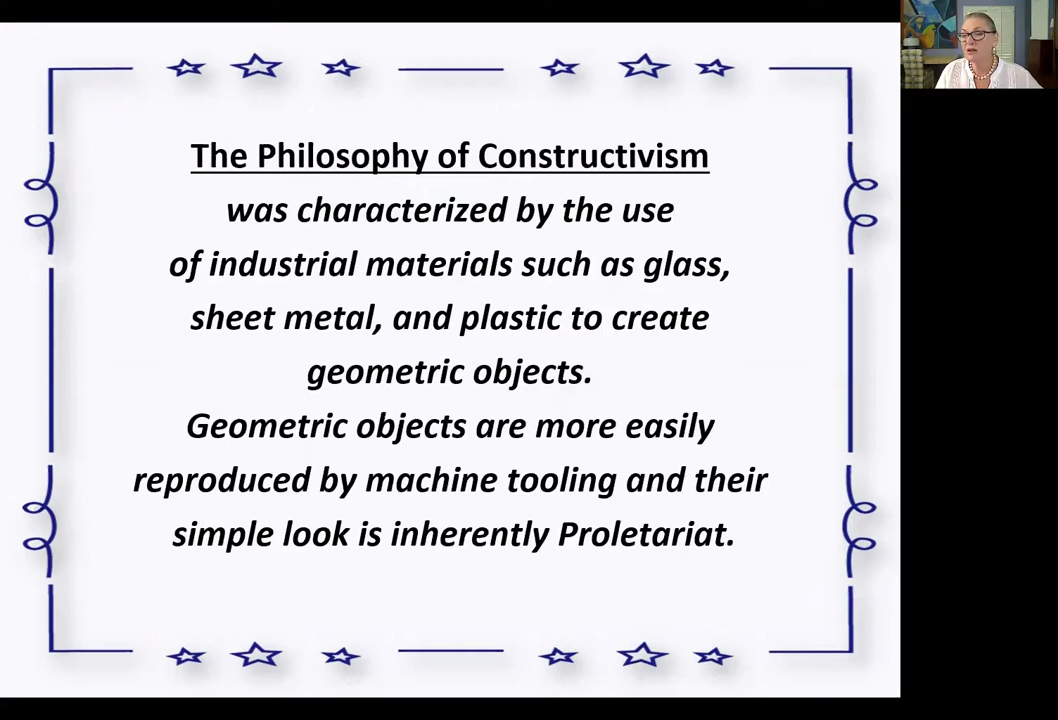 The Philosophy of Constructivism
was characterized by the use
of industrial materials such as glass,
sheet metal, and plastic to create
geometric objects.
Geometric objects are more easily
reproduced by machine tooling and their
simple look is inherently Proletariat.